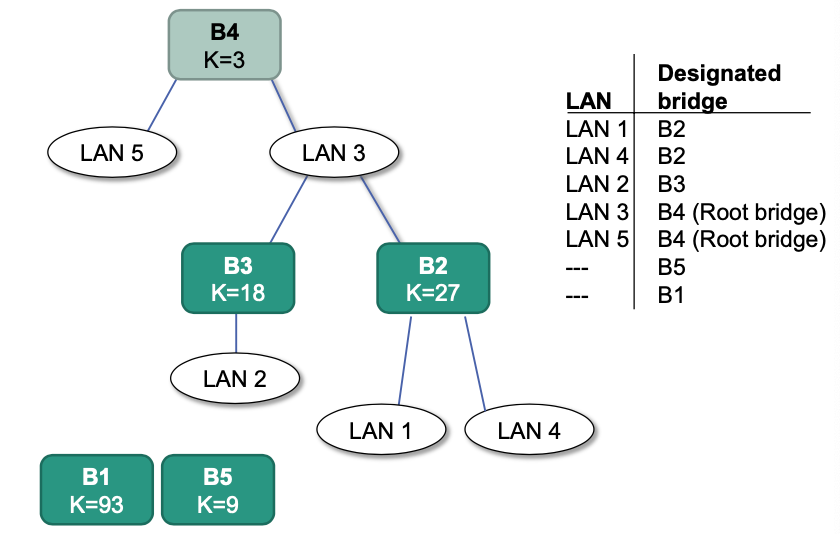 B4
K=3
LAN 5
LAN 3
B3
K=18
B2
K=27
LAN 2
LAN 1
LAN 4
B1
K=93
B5
K=9
LAN Designated bridge
LAN 1 B2
LAN 4 B2
LAN 2 B3
LAN 3 B4 (Root bridge)
LAN 5 B4 (Root bridge)
--- B5
--- B1